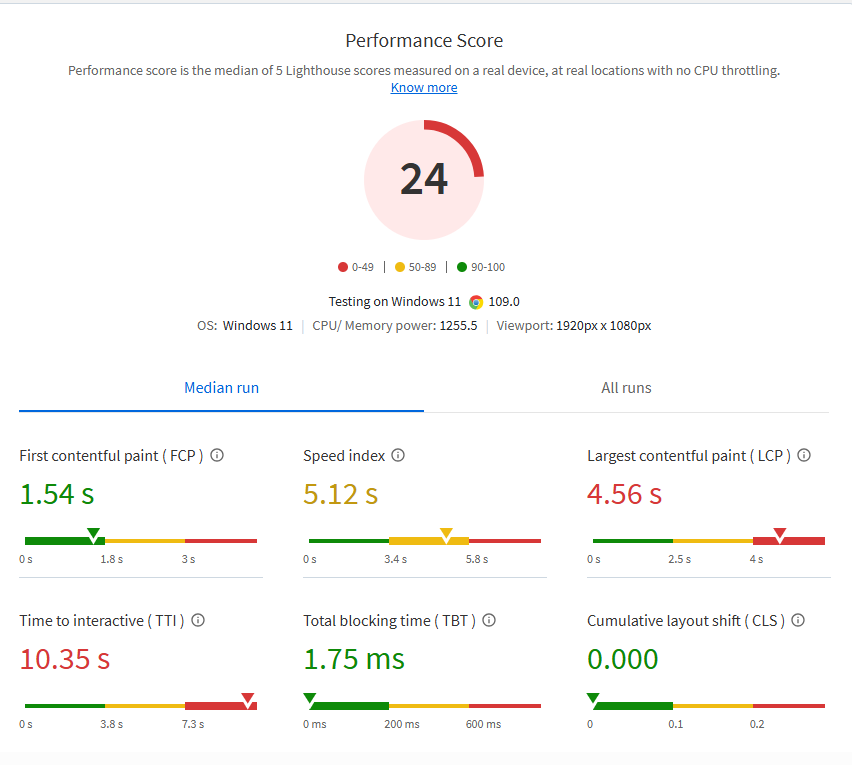 Performance Score
Performance score is the median of 5 Lighthouse scores measured on a real device, at real locations with no CPU throttling.
Know more
24
0-49 | 50-89 | 90-100
Testing on Windows 11 109.0
OS: Windows 11 | CPU/ Memory power: 1255.5 | Viewport: 1920px x 1080px
Median run All runs
First contentful paint ( FCP ) Speed index Largest contentful paint ( LCP )
1.54 s 5.12 s 4.56 s
0 s 1.8 s 3 s 0 s 3.4 s 5.8 s 0 s 2.5 s 4 s
Time to interactive ( TTI ) Total blocking time ( TBT ) Cumulative layout shift ( CLS )
10.35 s 1.75 ms 0.000
0 s 3.8 s 7.3 s 0 ms 200 ms 600 ms 0 0.1 0.2